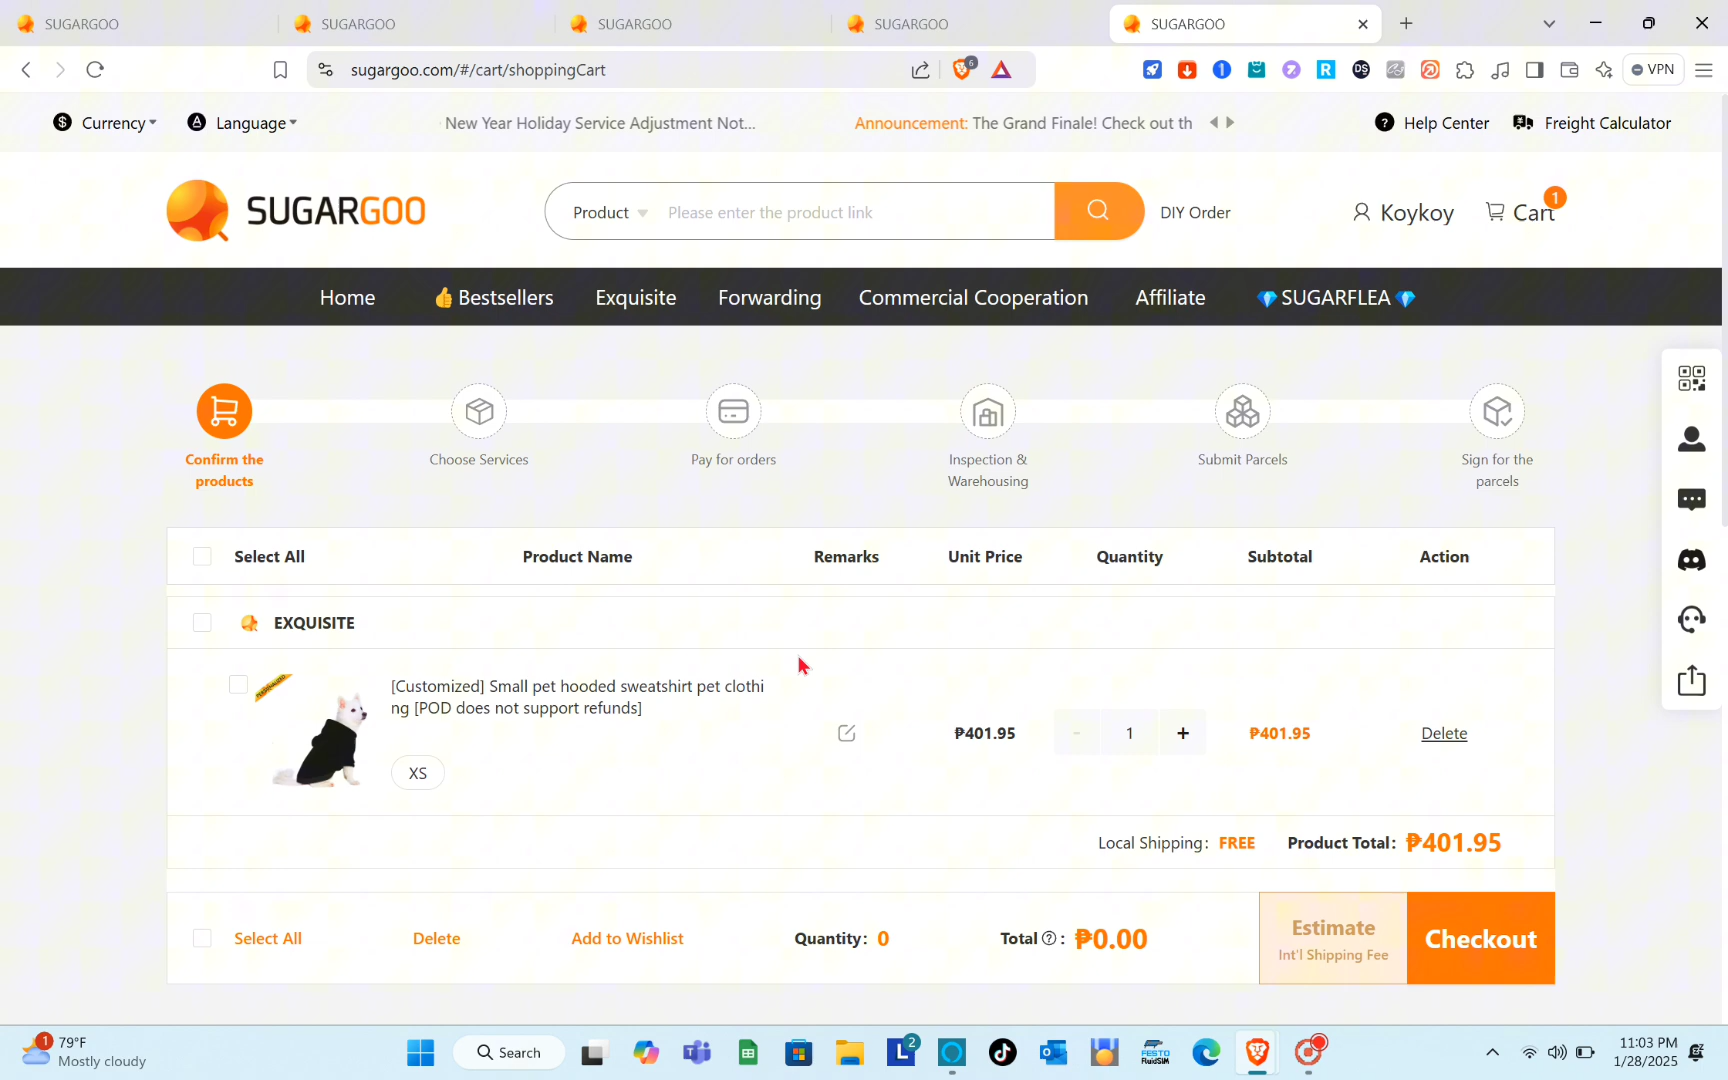 SUGARGOO
SUGARGOO
SUGARGOO
SUGARGOO
SUGARGOO
sugargoo.com/#/cart/shoppingCart
6
VPN
Currency
Language
New Year Holiday Service Adjustment Not...
Announcement: The Grand Finale! Check out th
Help Center
Freight Calculator
SUGARGOO
Product
Please enter the product link
DIY Order
Koykoy
Cart
1
Home
Bestsellers
Exquisite
Forwarding
Commercial Cooperation
Affiliate
SUGARFLEA
Confirm the
products
Choose Services
Pay for orders
Inspection &
Warehousing
Submit Parcels
Sign for the
parcels
Select All
Product Name
Remarks
Unit Price
Quantity
Subtotal
Action
EXQUISITE
[Customized] Small pet hooded sweatshirt pet clothi
ng [POD does not support refunds]
XS
₱401.95
- 1 +
₱401.95
Delete
Local Shipping: FREE
Product Total: ₱401.95
Select All
Delete
Add to Wishlist
Quantity: 0
Total ? : ₱0.00
Estimate
Int'l Shipping Fee
Checkout
1
79°F
Mostly cloudy
Search
L
2
FESTO
FluidSIM
11:03 PM
1/28/2025